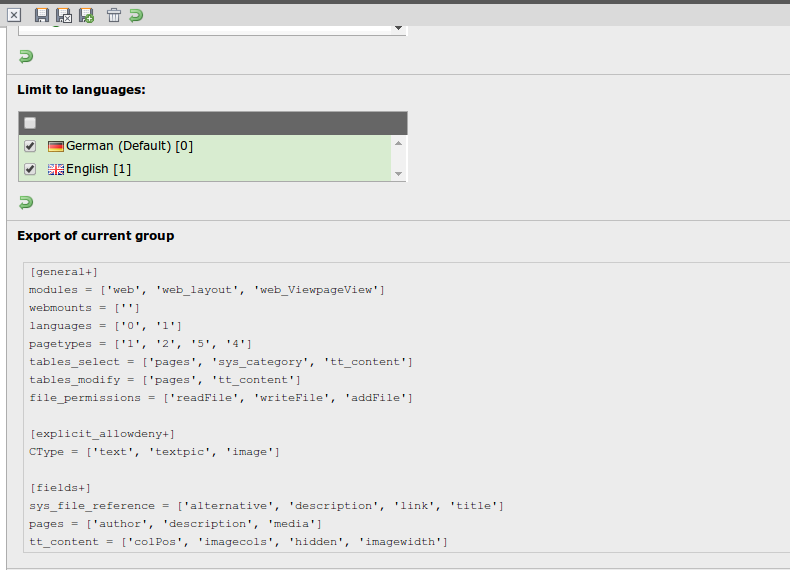 Limit to languages:
German (Default) [0]
English [1]
Export of current group
[general+]
modules = ['web', 'web_layout', 'web_ViewpageView']
webmounts = ['']
languages = ['0', '1']
pagetypes = ['1', '2', '5', '4']
tables_select = ['pages', 'sys_category', 'tt_content']
tables_modify = ['pages', 'tt_content']
file_permissions = ['readFile', 'writeFile', 'addFile']
[explicit_allowdeny+]
CType = ['text', 'textpic', 'image']
[fields+]
sys_file_reference = ['alternative', 'description', 'link', 'title']
pages = ['author', 'description', 'media']
tt_content = ['colPos', 'imagecols', 'hidden', 'imagewidth']